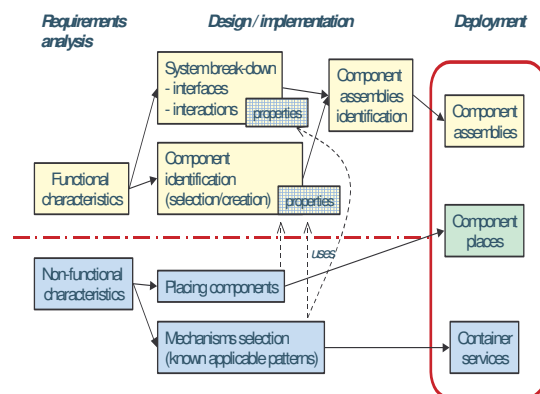 Requirements
analysis
Design / implementation
Deployment
System break-down
- interfaces
- interactions
properties
Component
assemblies
identification
Component
assemblies
Functional
characteristics
Component
identification
(selection/creation)
properties
Component
places
uses
Non-functional
characteristics
Placing components
Mechanisms selection
(known applicable patterns)
Container
services